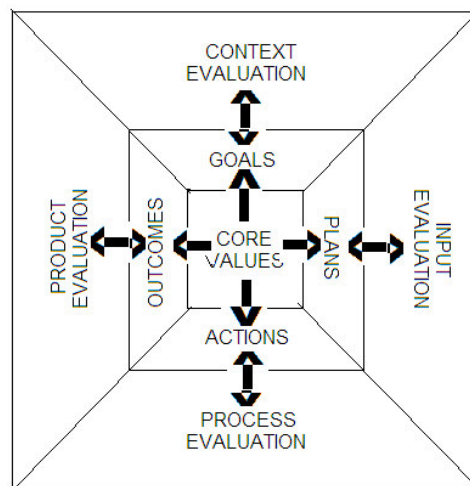 CONTEXT
EVALUATION
GOALS
PRODUCT
EVALUATION
OUTCOMES
CORE
VALUES
PLANS
INPUT
EVALUATION
ACTIONS
PROCESS
EVALUATION